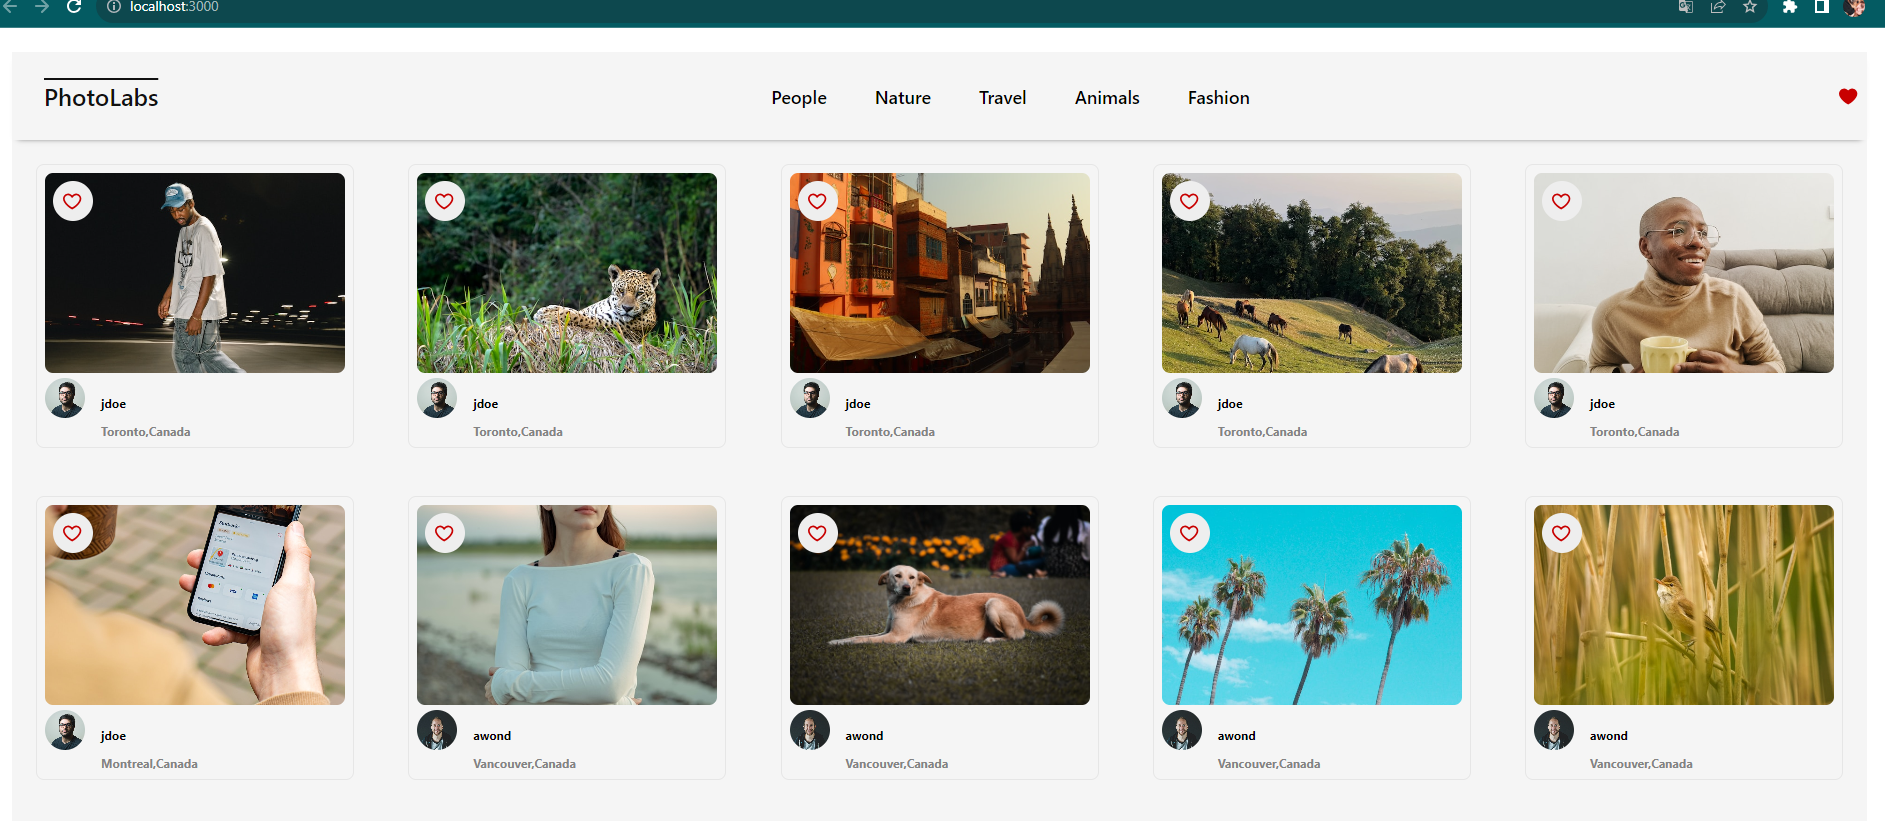 localhost:3000
PhotoLabs
People Nature Travel Animals Fashion
jdoe
Toronto,Canada
jdoe
Toronto,Canada
jdoe
Toronto,Canada
jdoe
Toronto,Canada
jdoe
Toronto,Canada
jdoe
Montreal,Canada
awond
Vancouver,Canada
awond
Vancouver,Canada
awond
Vancouver,Canada
awond
Vancouver,Canada